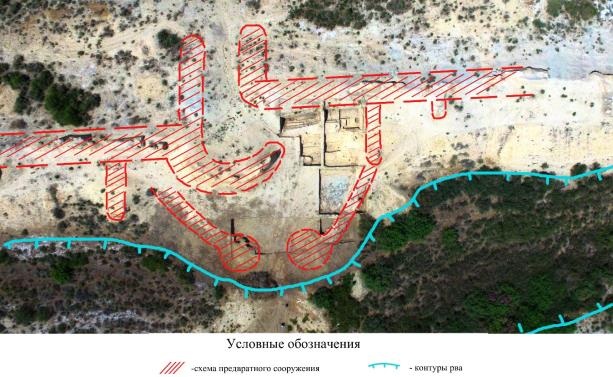 Условные обозначения
-схема предвратного сооружения
- контуры рва